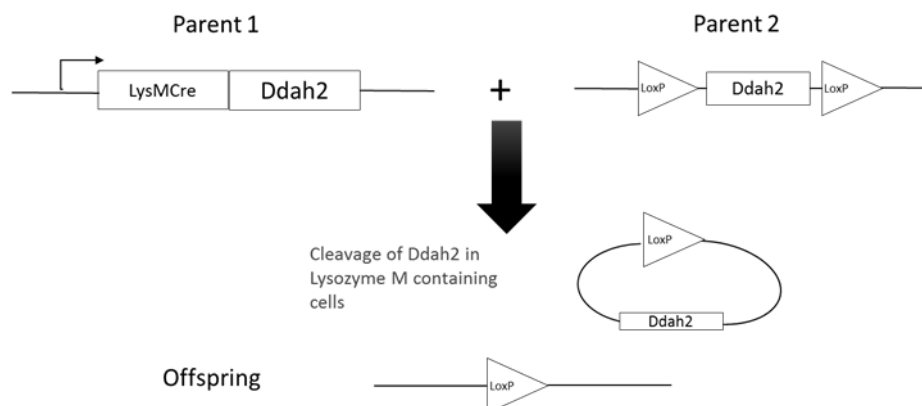 Parent 1
Parent 2
LysMCre
Ddah2
+
LoxP
Ddah2
LoxP
Cleavage of Ddah2 in
Lysozyme M containing
cells
LoxP
Ddah2
Offspring
LoxP